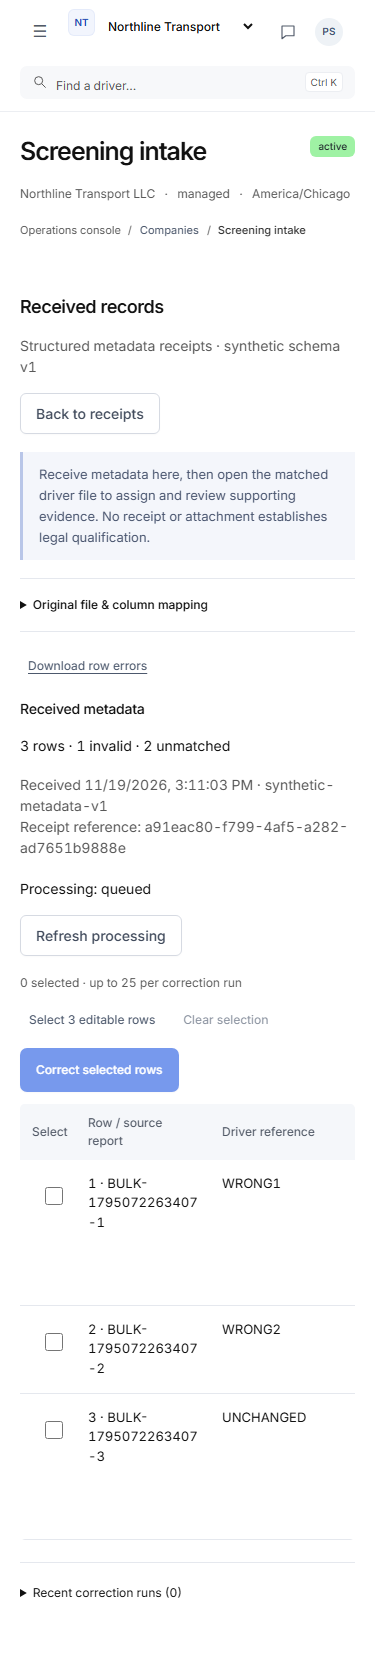 NT
Northline Transport
PS
Find a driver...
Ctrl K
Screening intake
active
Northline Transport LLC · managed · America/Chicago
Operations console / Companies / Screening intake
Received records
Structured metadata receipts · synthetic schema
v1
Back to receipts
Receive metadata here, then open the matched
driver file to assign and review supporting
evidence. No receipt or attachment establishes
legal qualification.
Original file & column mapping
Download row errors
Received metadata
3 rows · 1 invalid · 2 unmatched
Received 11/19/2026, 3:11:03 PM · synthetic-
metadata-v1
Receipt reference: a91eac80-f799-4af5-a282-
ad7651b9888e
Processing: queued
Refresh processing
0 selected · up to 25 per correction run
Select 3 editable rows
Clear selection
Correct selected rows
Select
Row / source
report
Driver reference
1 · BULK-
1795072263407
-1
WRONG1
2 · BULK-
1795072263407
-2
WRONG2
3 · BULK-
1795072263407
-3
UNCHANGED
Recent correction runs (0)